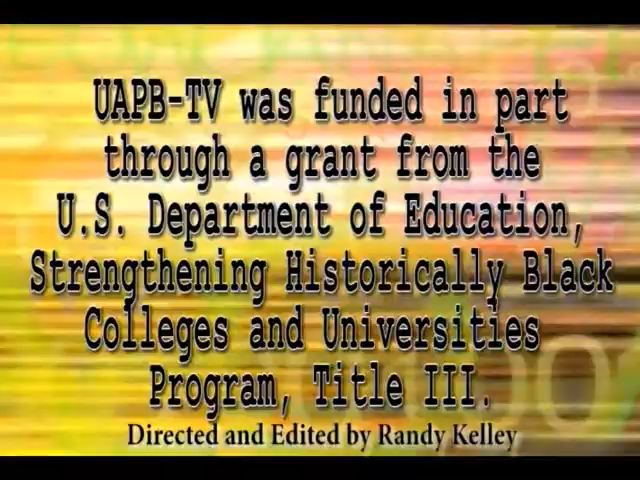 UAPB-TV was funded in part
through a grant from the
U.S. Department of Education,
Strengthening Historically Black
Colleges and Universities
Program, Title III.
Directed and Edited by Randy Kelley